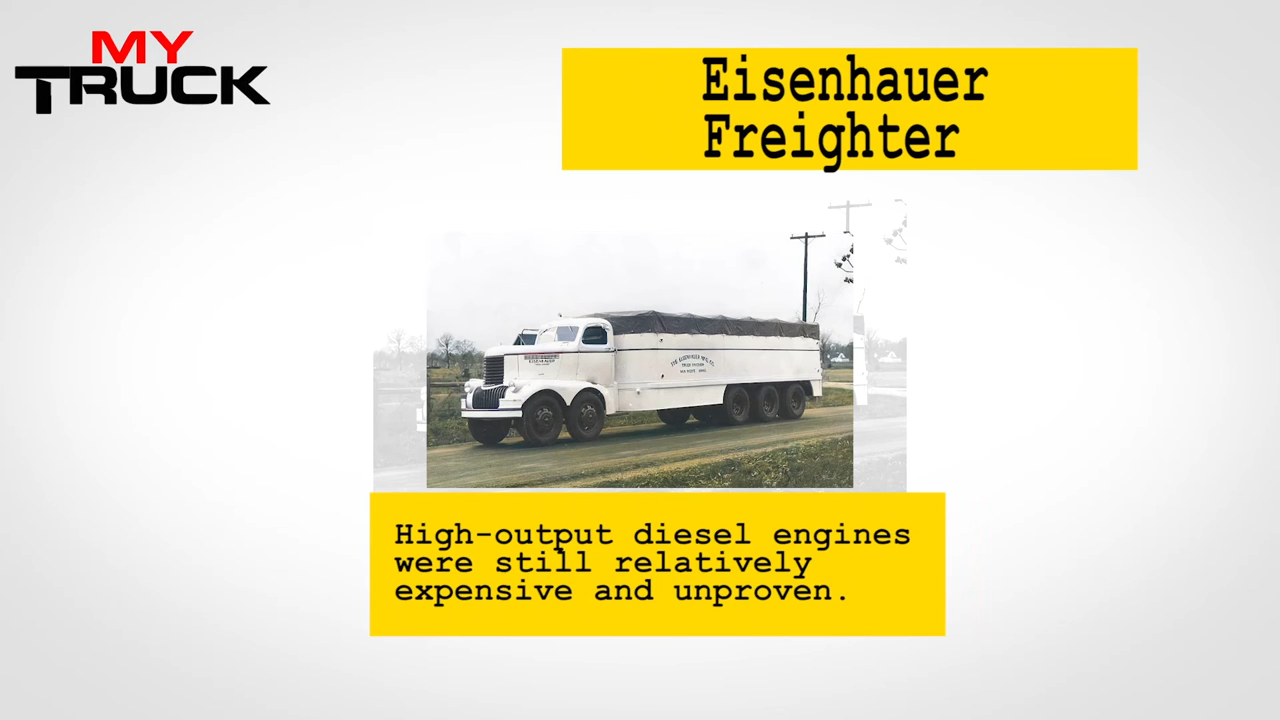 MY
TRUCK
Eisenhauer
Freighter
High-output diesel engines
were still relatively
expensive and unproven.